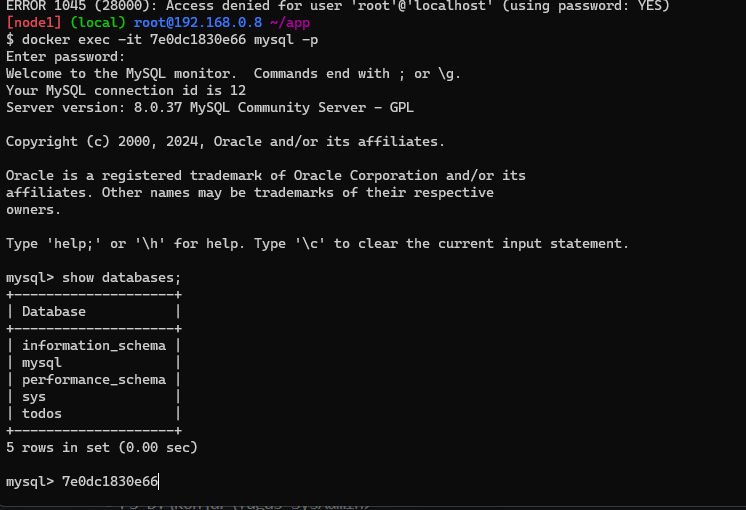 ERROR 1045 (28000): Access denied for user 'root'@'localhost' (using password: YES)
[node1] (local) root@192.168.0.8 ~/app
$ docker exec -it 7e0dc1830e66 mysql -p
Enter password:
Welcome to the MySQL monitor.  Commands end with ; or \g.
Your MySQL connection id is 12
Server version: 8.0.37 MySQL Community Server - GPL

Copyright (c) 2000, 2024, Oracle and/or its affiliates.

Oracle is a registered trademark of Oracle Corporation and/or its
affiliates. Other names may be trademarks of their respective
owners.

Type 'help;' or '\h' for help. Type '\c' to clear the current input statement.

mysql> show databases;
+--------------------+
| Database           |
+--------------------+
| information_schema |
| mysql              |
| performance_schema |
| sys                |
| todos              |
+--------------------+
5 rows in set (0.00 sec)

mysql> 7e0dc1830e66